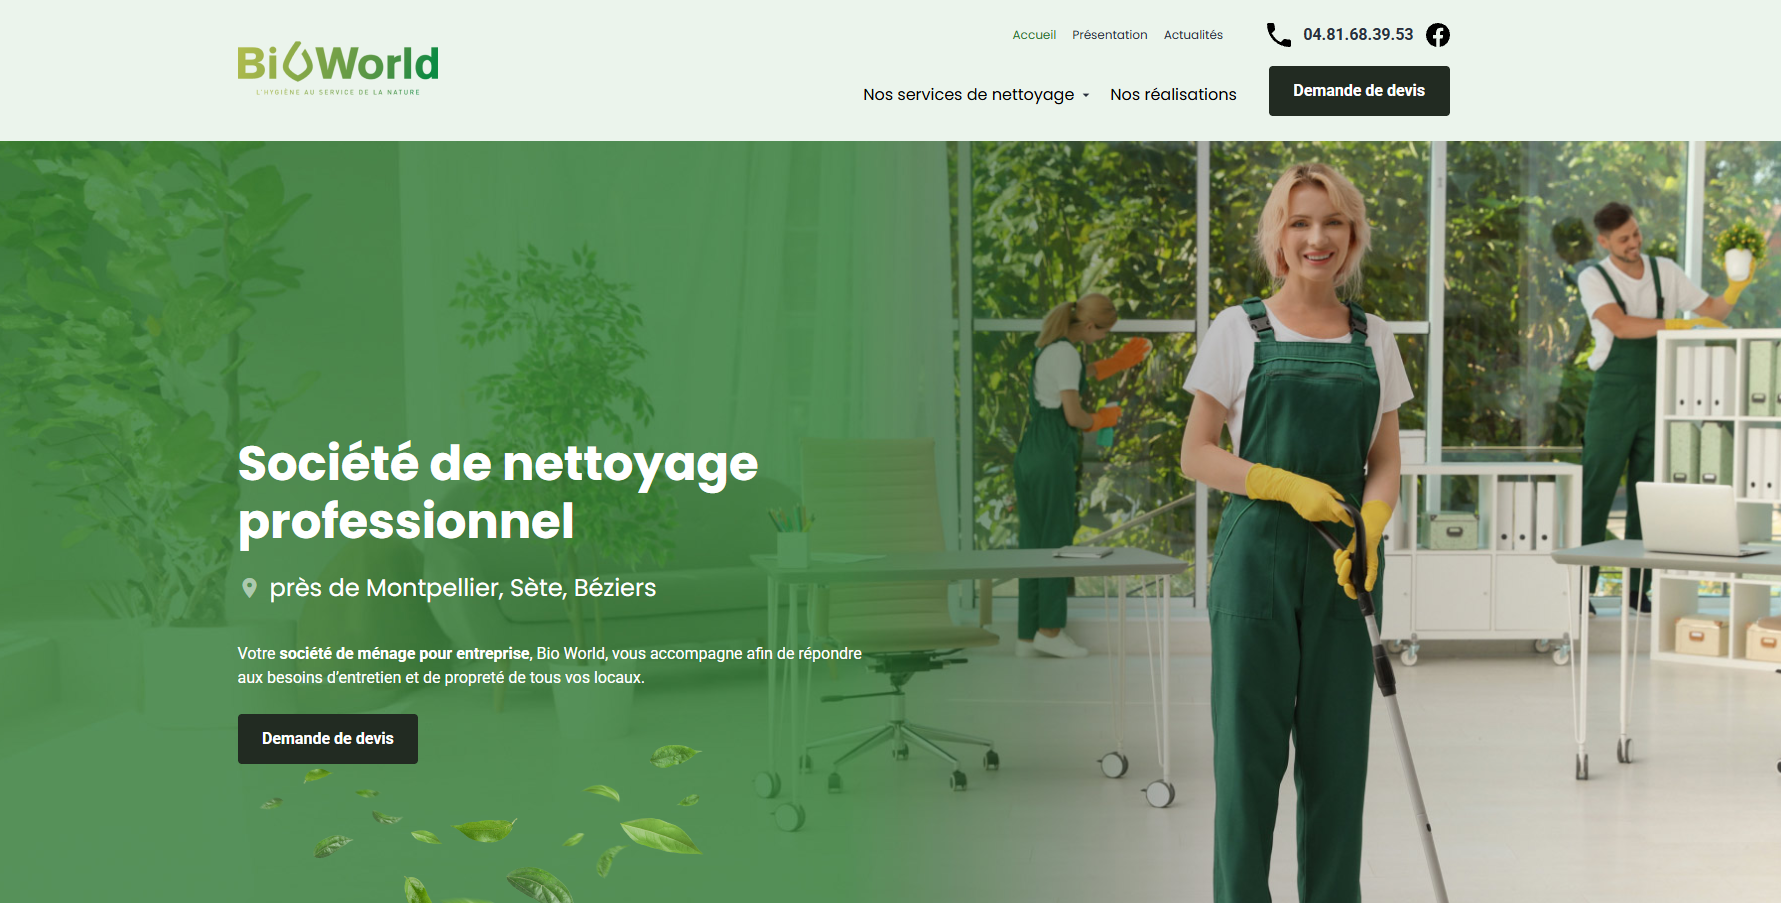 BioWorld
L'HYGIÈNE AU SERVICE DE LA NATURE
Accueil Présentation Actualités
04.81.68.39.53
Nos services de nettoyage Nos réalisations
Demande de devis
Société de nettoyage
professionnel
près de Montpellier, Sète, Béziers
Votre société de ménage pour entreprise, Bio World, vous accompagne afin de répondre
aux besoins d'entretien et de propreté de tous vos locaux.
Demande de devis